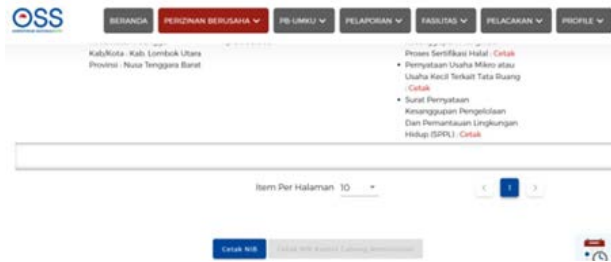 OSS
BERANDA PERIZINAN BERUSAHA PB-UMKU PELAPORAN FASILITAS PELACAKAN PROFILE
Kab/Kota : Kab. Lombok Utara
Provinsi : Nusa Tenggara Barat
Proses Sertifikasi Halal : Cetak
• Pernyataan Usaha Mikro atau
Usaha Kecil Terkait Tata Ruang
: Cetak
• Surat Pernyataan
Kesanggupan Pengelolaan
Dan Pemantauan Lingkungan
Hidup (SPPL) : Cetak
Item Per Halaman 10
1
Cetak NIB